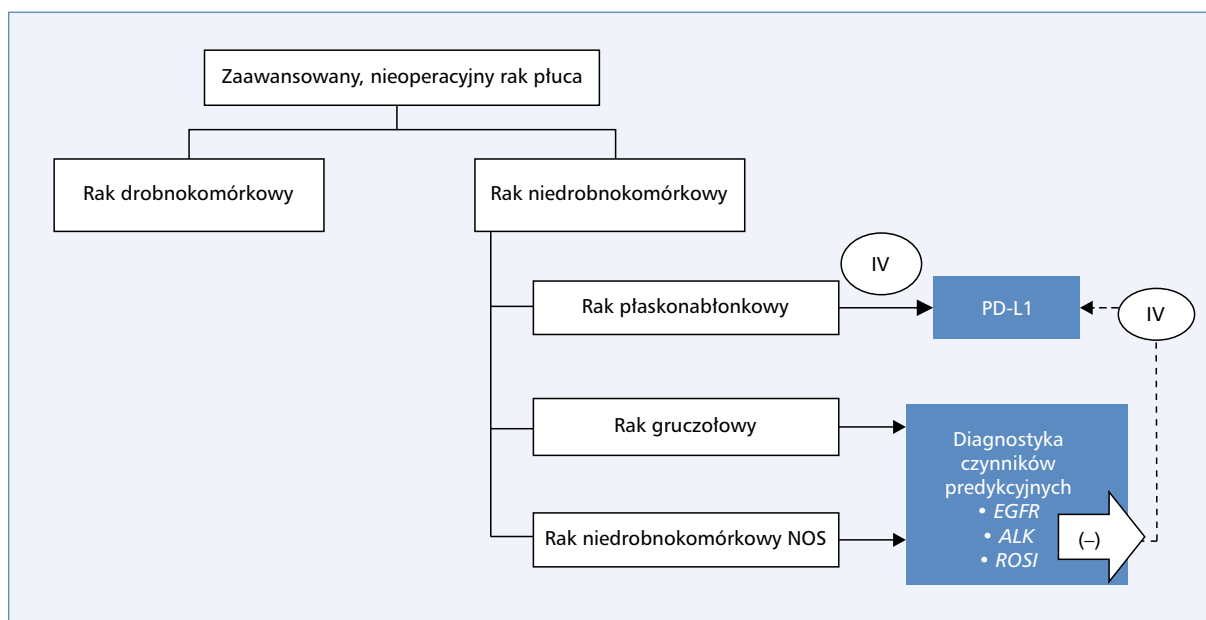 Zaawansowany, nieoperacyjny rak płuca
Rak drobnokomórkowy
Rak niedrobnokomórkowy
IV
Rak płaskonabłonkowy
PD-L1
IV
Rak gruczołowy
Diagnostyka
czynników
predykcyjnych
• EGFR
• ALK
• ROSI
(–)
Rak niedrobnokomórkowy NOS